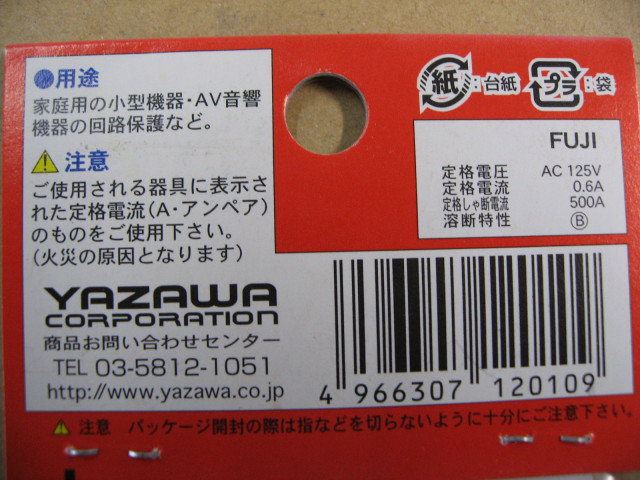 用途
家庭用の小型機器・AV音響
機器の回路保護など。
注意
ご使用される器具に表示さ
れた定格電流(A・アンペア)
のものをご使用下さい。
(火災の原因となります)
YAZAWA
CORPORATION
商品お問い合わせセンター
TEL 03-5812-1051
http://www.yazawa.co.jp
紙:台紙 プラ:袋
FUJI
定格電圧 AC 125V
定格電流 0.6A
定格しゃ断電流 500A
溶断特性 Ⓑ
4 966307 120109
注意 パッケージ開封の際は指などを切らないように十分にご注意下さい。